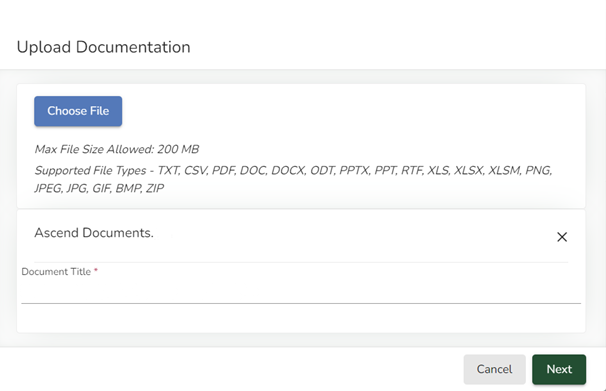 Upload Documentation
Choose File
Max File Size Allowed: 200 MB
Supported File Types - TXT, CSV, PDF, DOC, DOCX, ODT, PPTX, PPT, RTF, XLS, XLSX, XLSM, PNG,
JPEG, JPG, GIF, BMP, ZIP
Ascend Documents.
Document Title *
Cancel
Next